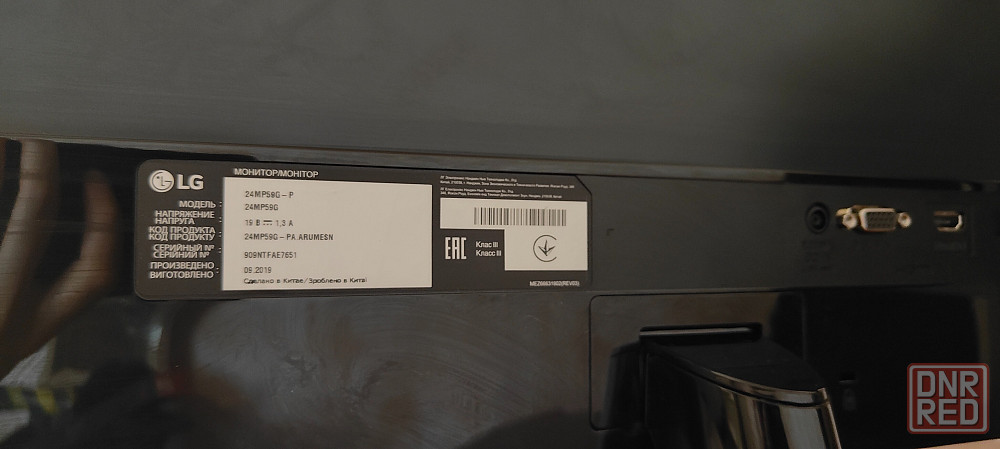 LG
МОНИТОР/МОНІТОР
24MP59G-P
МОДЕЛЬ : 24MP59G
НАПРЯЖЕНИЕ
НАПРУГА : 19 В 1,3 А
КОД ПРОДУКТА
КОД ПРОДУКТУ : 24MP59G-PA.ARUMESN
СЕРИЙНЫЙ №
СЕРІЙНИЙ № : 909NTFAE7651
ПРОИЗВЕДЕНО
ВИГОТОВЛЕНО : 09.2019
Сделано в Китае/Зроблено в Китаї
EAC
Клас III
Класс III
DNR
RED